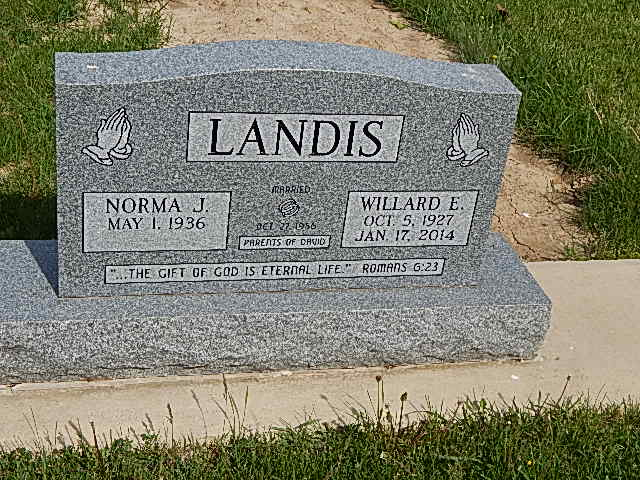 LANDIS
NORMA J.
MAY 1, 1936
MARRIED
OCT. 27, 1956
PARENTS OF DAVID
WILLARD E.
OCT. 5, 1927
JAN 17, 2014
"...THE GIFT OF GOD IS ETERNAL LIFE." ROMANS 6:23